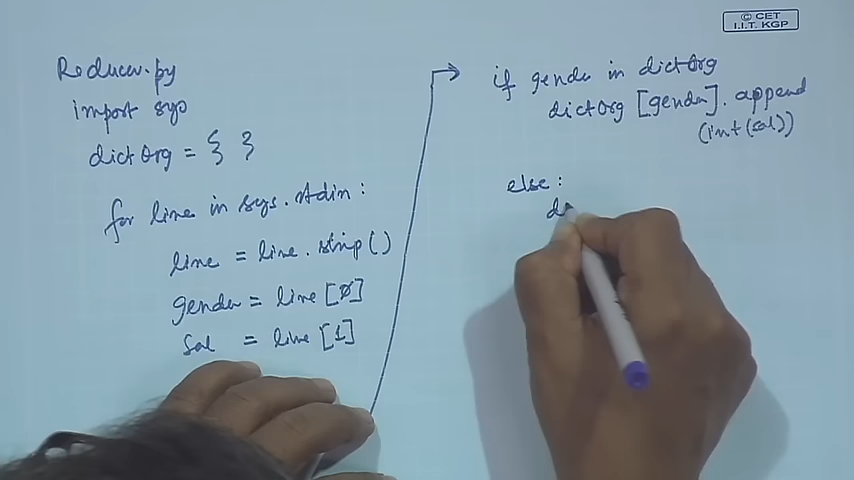 © CET
I.I.T. KGP
Reducer.py
import sys
dictOrg = { }
for line in sys.stdin :
line = line.strip()
gender = line [0]
sal = line [1]
if gender in dictOrg
dictOrg [gender]. append
(int(sal))
else :
di